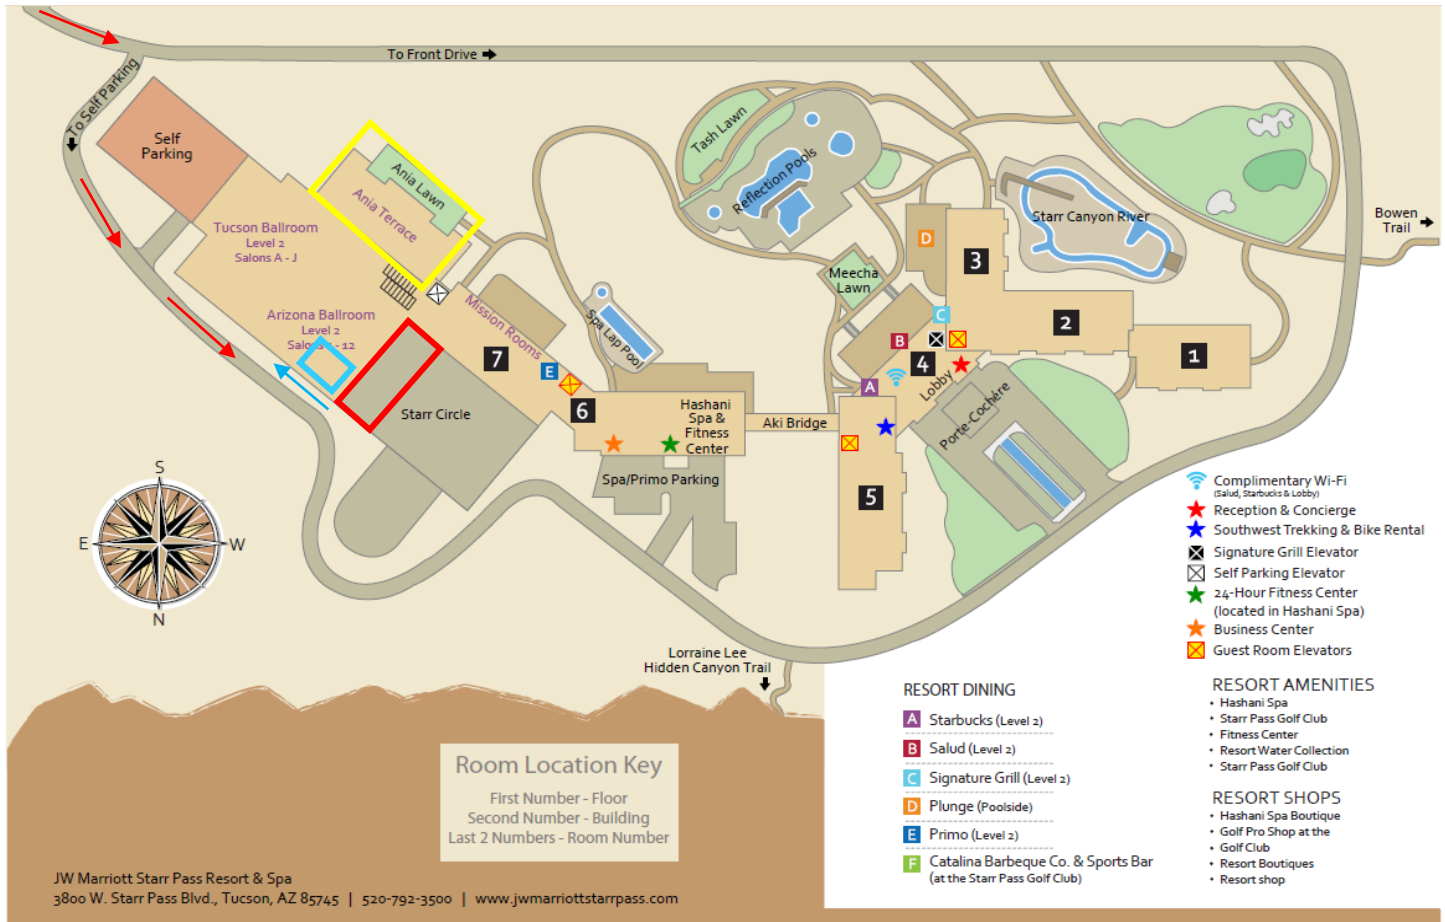 To Front Drive
To Self Parking
Self
Parking
Ania Lawn
Ania Terrace
Tucson Ballroom
Level 2
Salons A - J
Arizona Ballroom
Level 2
Salons - 12
Mission Rooms
7
E
6
Starr Circle
Spa Lap Pool
Hashani
Spa &
Fitness
Center
Aki Bridge
Spa/Primo Parking
Tash Lawn
Reflection Pools
Meecha
Lawn
D
3
Starr Canyon River
Bowen
Trail
C
B
A
4
Lobby
2
1
5
Porte-Cochère
S
E
W
N
Lorraine Lee
Hidden Canyon Trail
Complimentary Wi-Fi
(Salud, Starbucks & Lobby)
Reception & Concierge
Southwest Trekking & Bike Rental
Signature Grill Elevator
Self Parking Elevator
24-Hour Fitness Center
(located in Hashani Spa)
Business Center
Guest Room Elevators
RESORT DINING
A Starbucks (Level 2)
B Salud (Level 2)
C Signature Grill (Level 2)
D Plunge (Poolside)
E Primo (Level 2)
F Catalina Barbeque Co. & Sports Bar
(at the Starr Pass Golf Club)
RESORT AMENITIES
• Hashani Spa
• Starr Pass Golf Club
• Fitness Center
• Resort Water Collection
• Starr Pass Golf Club
RESORT SHOPS
• Hashani Spa Boutique
• Golf Pro Shop at the
• Golf Club
• Resort Boutiques
• Resort shop
Room Location Key
First Number - Floor
Second Number - Building
Last 2 Numbers - Room Number
JW Marriott Starr Pass Resort & Spa
3800 W. Starr Pass Blvd., Tucson, AZ 85745 | 520-792-3500 | www.jwmarriottstarrpass.com